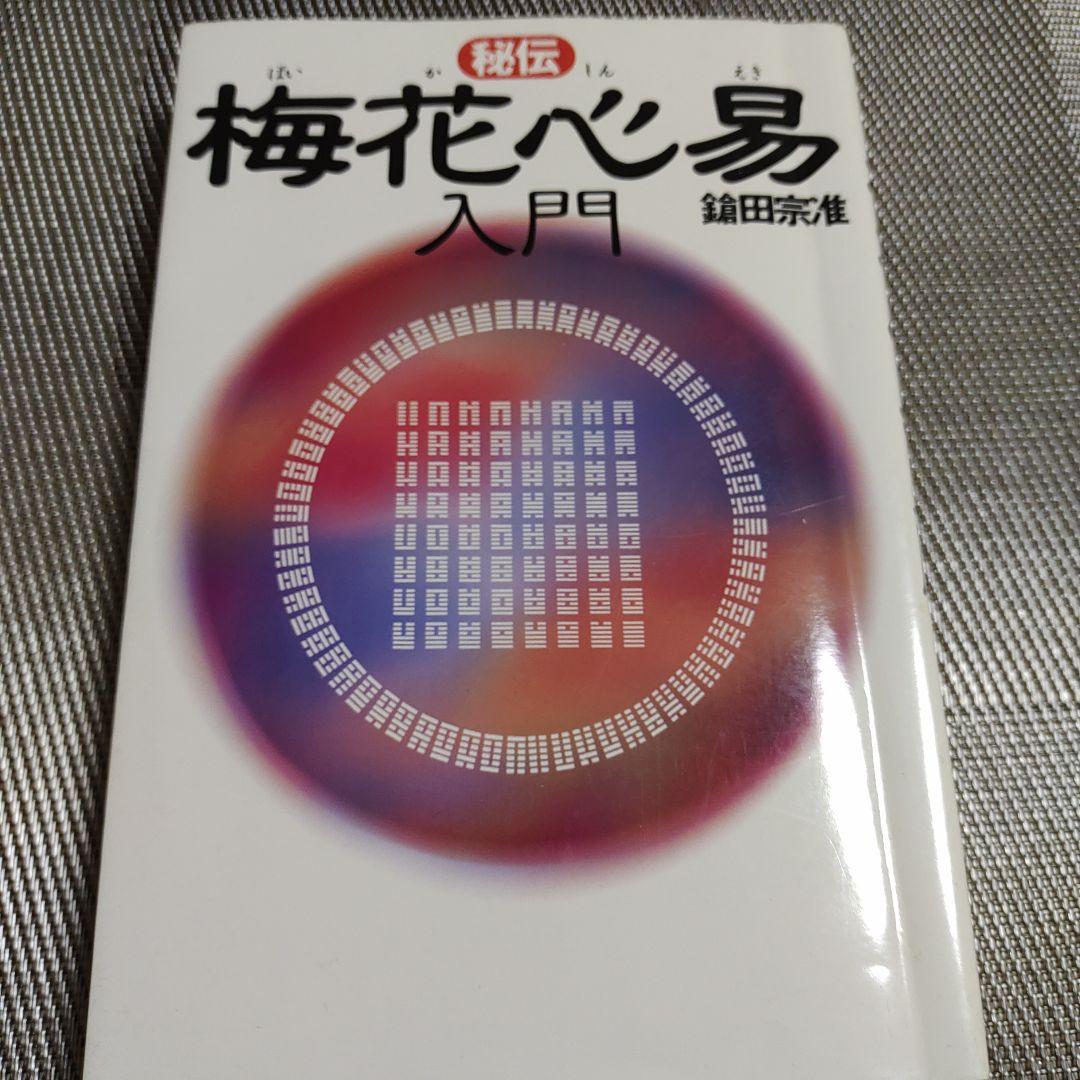 秘伝
ばい か しん えき
梅花心易
入門
鎗田宗准